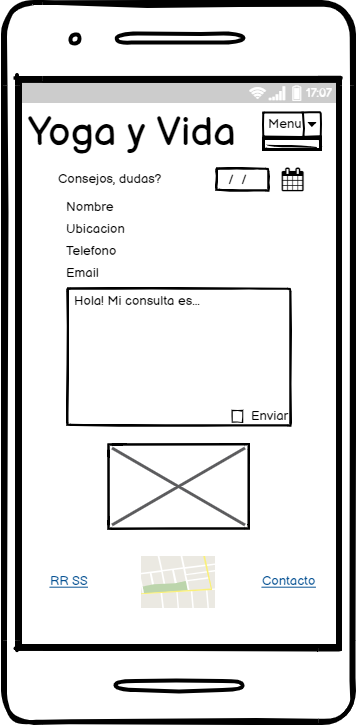 17:07
Yoga y Vida
Menu
Consejos, dudas?
/ /
Nombre
Ubicacion
Telefono
Email
Hola! Mi consulta es...
Enviar
RR SS
Contacto